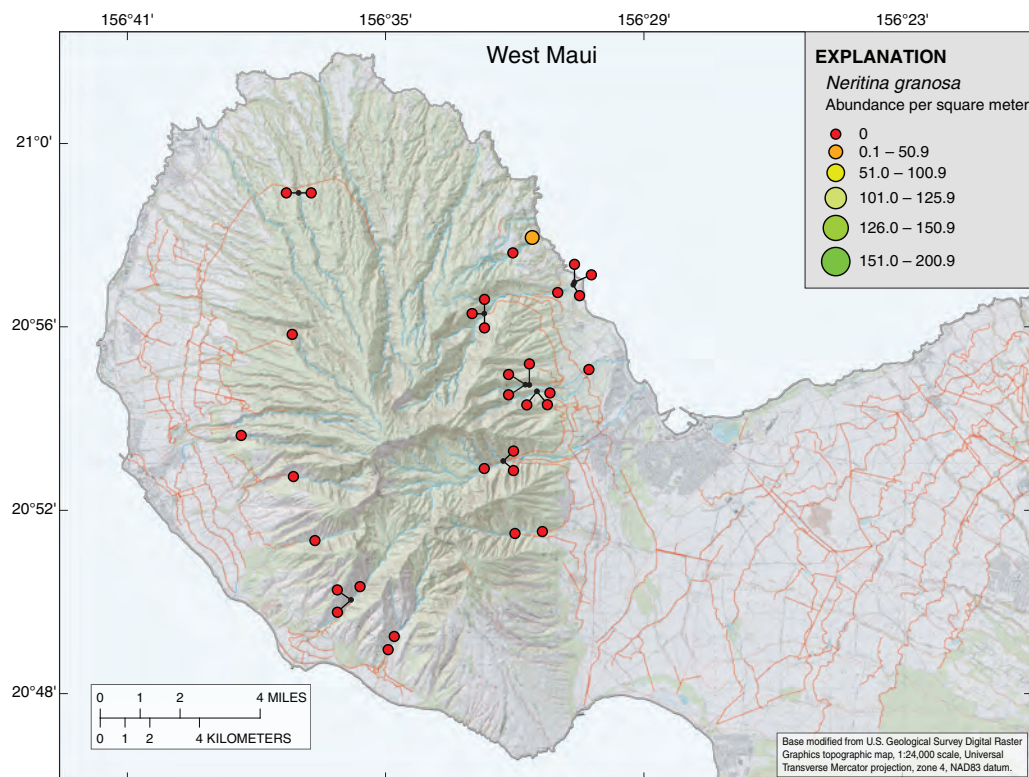 156°41' 156°35' 156°29' 156°23'
West Maui
EXPLANATION
Neritina granosa
Abundance per square meter
0
0.1 – 50.9
51.0 – 100.9
101.0 – 125.9
126.0 – 150.9
151.0 – 200.9
21°0'
20°56'
20°52'
20°48'
0 1 2 4 MILES
0 1 2 4 KILOMETERS
Base modified from U.S. Geological Survey Digital Raster
Graphics topographic map, 1:24,000 scale, Universal
Transverse Mercator projection, zone 4, NAD83 datum.